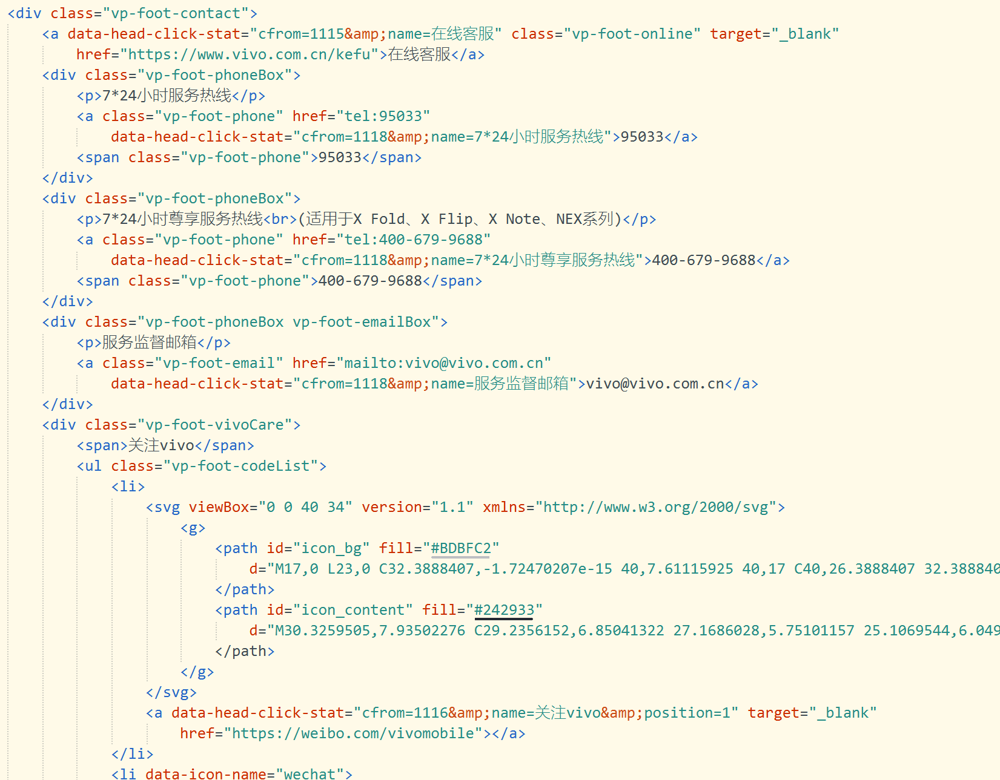 <div class="vp-foot-contact">
<a data-head-click-stat="cfrom=1115&amp;name=在线客服" class="vp-foot-online" target="_blank"
href="https://www.vivo.com.cn/kefu">在线客服</a>
<div class="vp-foot-phoneBox">
<p>7*24小时服务热线</p>
<a class="vp-foot-phone" href="tel:95033"
data-head-click-stat="cfrom=1118&amp;name=7*24小时服务热线">95033</a>
<span class="vp-foot-phone">95033</span>
</div>
<div class="vp-foot-phoneBox">
<p>7*24小时尊享服务热线<br>(适用于X Fold、X Flip、X Note、NEX系列)</p>
<a class="vp-foot-phone" href="tel:400-679-9688"
data-head-click-stat="cfrom=1118&amp;name=7*24小时尊享服务热线">400-679-9688</a>
<span class="vp-foot-phone">400-679-9688</span>
</div>
<div class="vp-foot-phoneBox vp-foot-emailBox">
<p>服务监督邮箱</p>
<a class="vp-foot-email" href="mailto:vivo@vivo.com.cn"
data-head-click-stat="cfrom=1118&amp;name=服务监督邮箱">vivo@vivo.com.cn</a>
</div>
<div class="vp-foot-vivoCare">
<span>关注vivo</span>
<ul class="vp-foot-codeList">
<li>
<svg viewBox="0 0 40 34" version="1.1" xmlns="http://www.w3.org/2000/svg">
<g>
<path id="icon_bg" fill="#BDBFC2"
d="M17,0 L23,0 C32.3888407,-1.72470207e-15 40,7.61115925 40,17 C40,26.3888407 32.388840
</path>
<path id="icon_content" fill="#242933"
d="M30.3259505,7.93502276 C29.2356152,6.85041322 27.1686028,5.75101157 25.1069544,6.049
</path>
</g>
</svg>
<a data-head-click-stat="cfrom=1116&amp;name=关注vivo&amp;position=1" target="_blank"
href="https://weibo.com/vivomobile"></a>
</li>
<li data-icon-name="wechat">